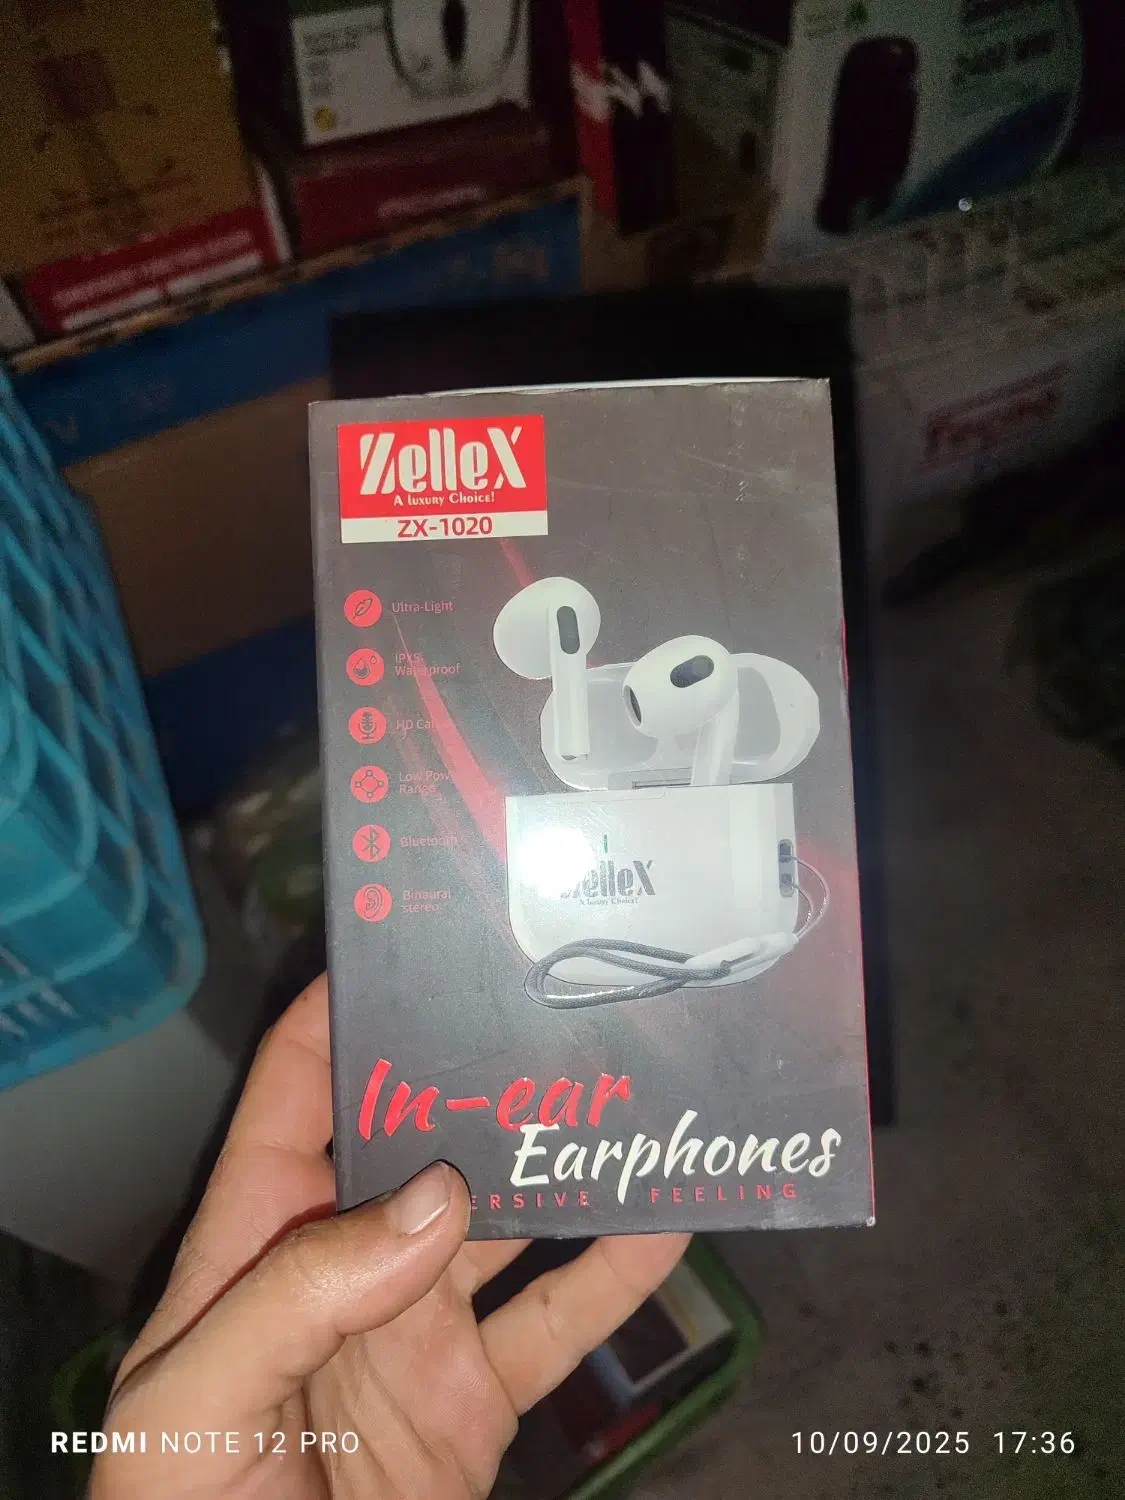 ZelleX
A Luxury Choice!
ZX-1020
Ultra-Light
IPX5
Waterproof
HD Call
Low Pow
Range
Bluetooth
Binaural
stereo
ZelleX
A Luxury Choice!
In-ear
Earphones
ERSIVE FEELING
REDMI NOTE 12 PRO
10/09/2025 17:36